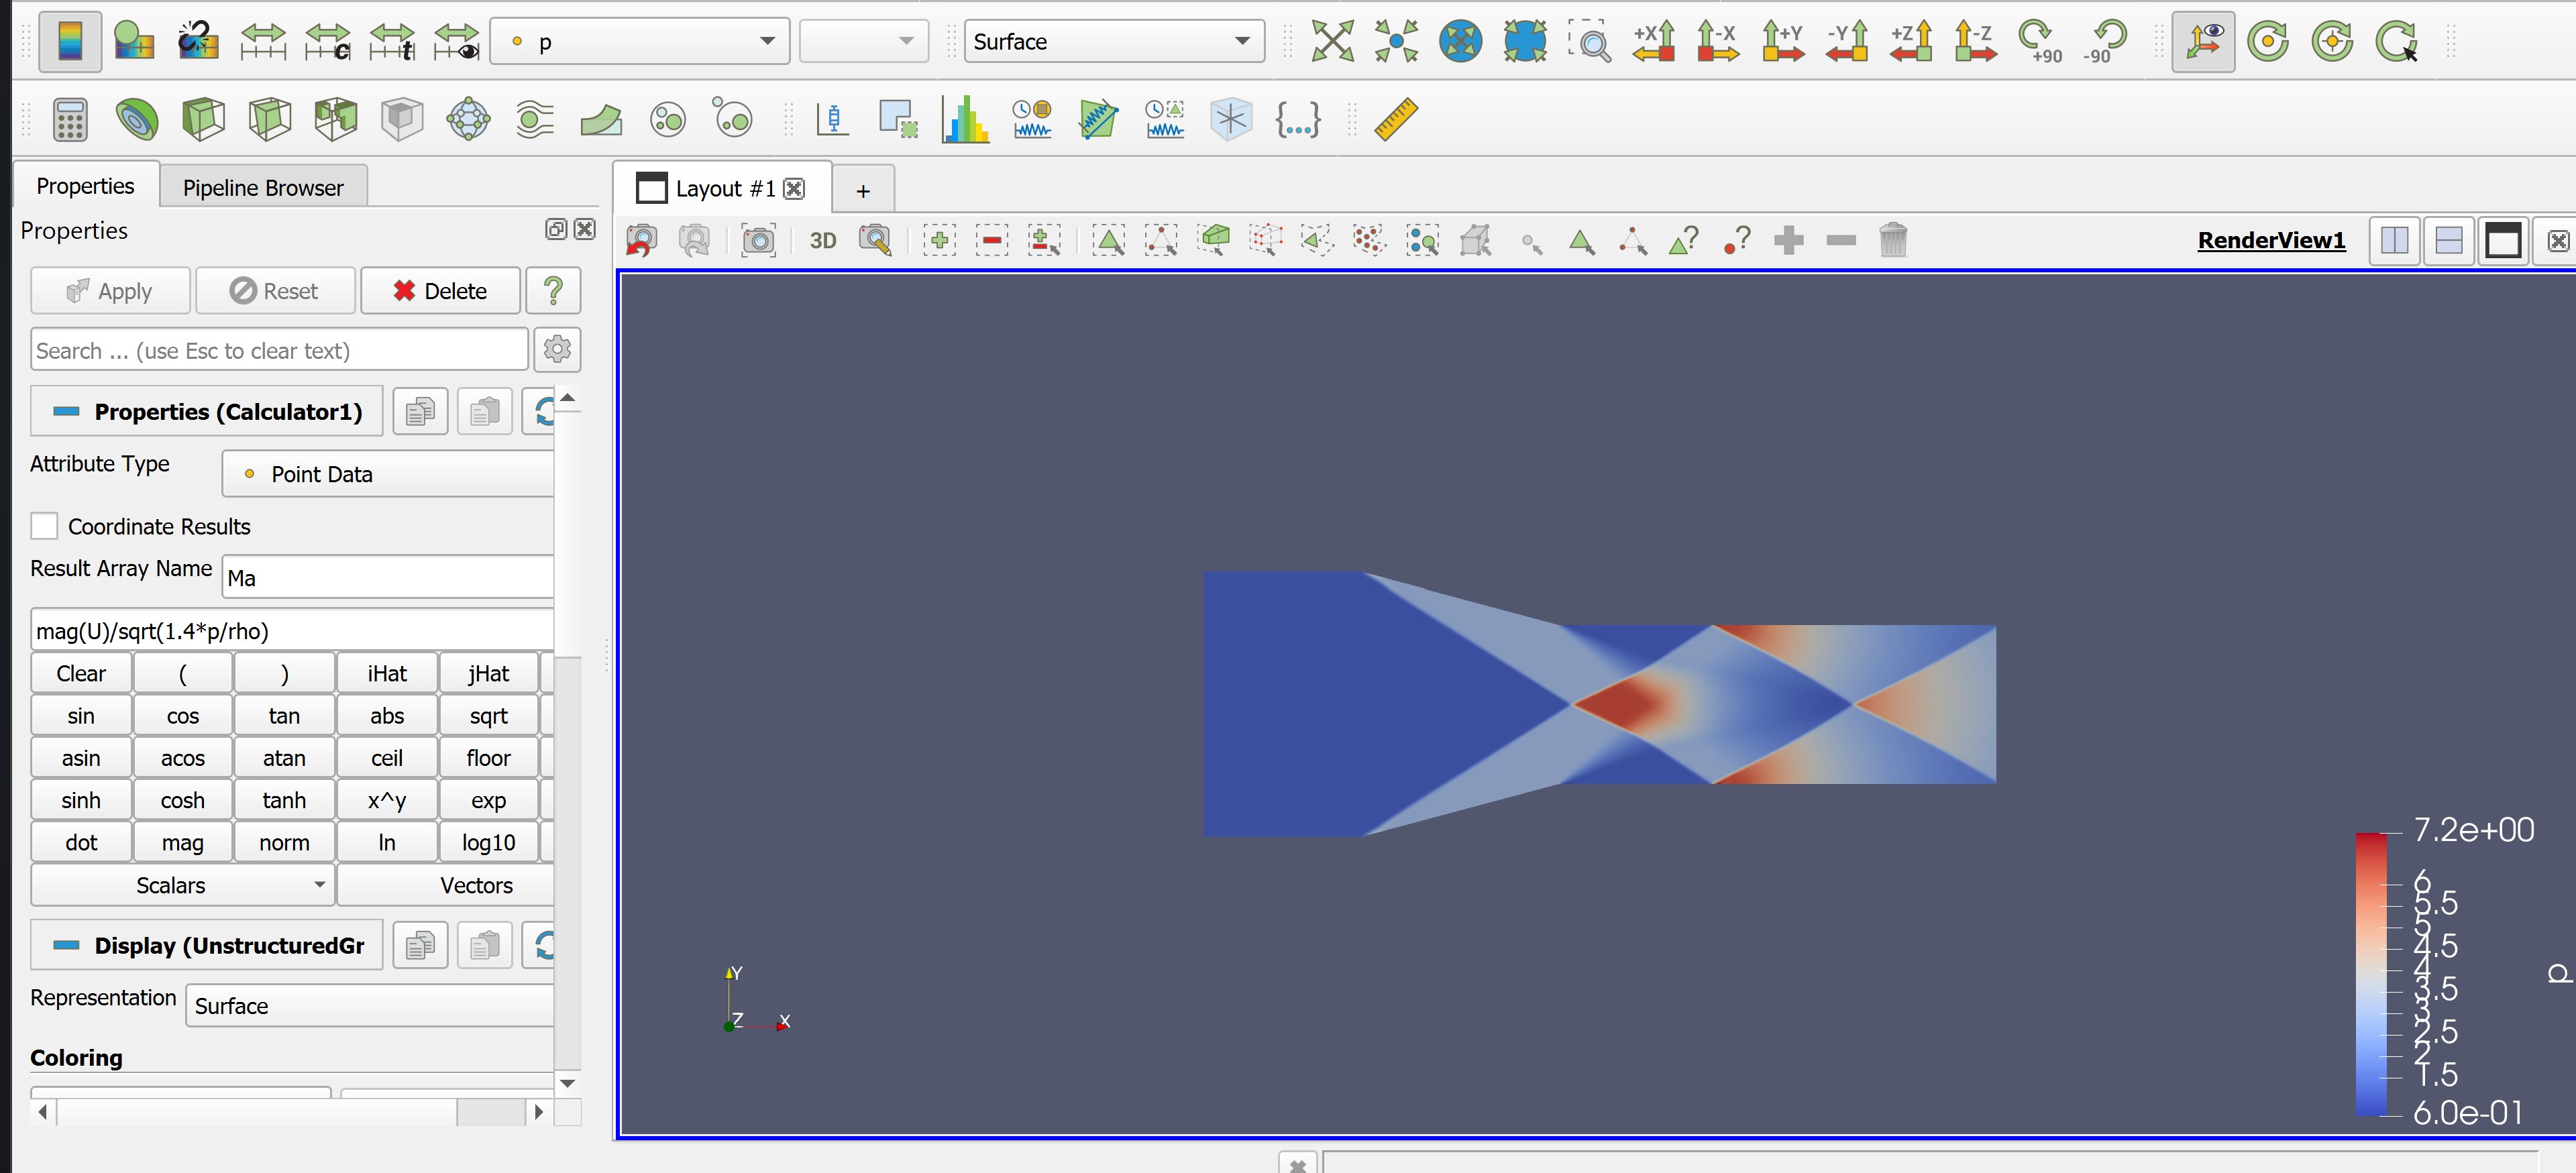 c t p Surface +X -X +Y -Y +Z -Z +90 -90
{...}
Properties Pipeline Browser
Layout #1 +
Properties
3D ? ? RenderView1
Apply Reset Delete ?
Search ... (use Esc to clear text)
Properties (Calculator1)
Attribute Type Point Data
Coordinate Results
Result Array Name Ma
mag(U)/sqrt(1.4*p/rho)
Clear ( ) iHat jHat
sin cos tan abs sqrt
asin acos atan ceil floor
sinh cosh tanh x^y exp
dot mag norm ln log10
Scalars Vectors
Display (UnstructuredGr
Representation Surface
Coloring
Y
Z X
7.2e+00
6
5.5
5
4.5
4
3.5
3
2.5
2
1.5
6.0e-01
p